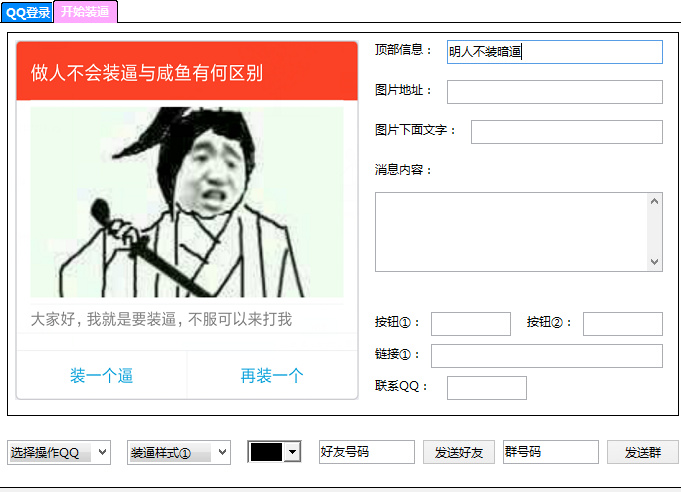 QQ登录 开始装逼
做人不会装逼与咸鱼有何区别
大家好，我就是要装逼，不服可以来打我
装一个逼 再装一个
顶部信息： 明人不装暗逼
图片地址：
图片下面文字：
消息内容：
按钮①： 按钮②：
链接①：
联系QQ：
选择操作QQ 装逼样式① 好友号码 发送好友 群号码 发送群